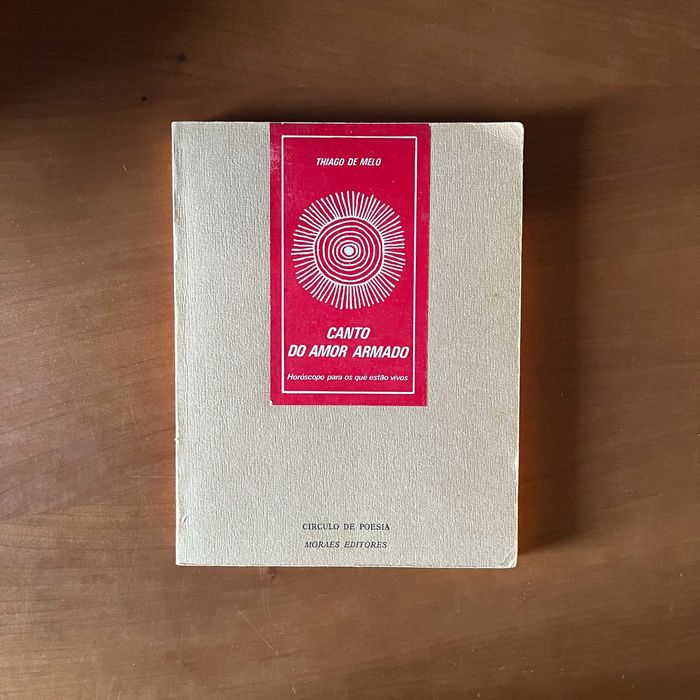 THIAGO DE MELO
CANTO
DO AMOR ARMADO
Horóscopo para os que estão vivos
CIRCULO DE POESIA
MORAES EDITORES